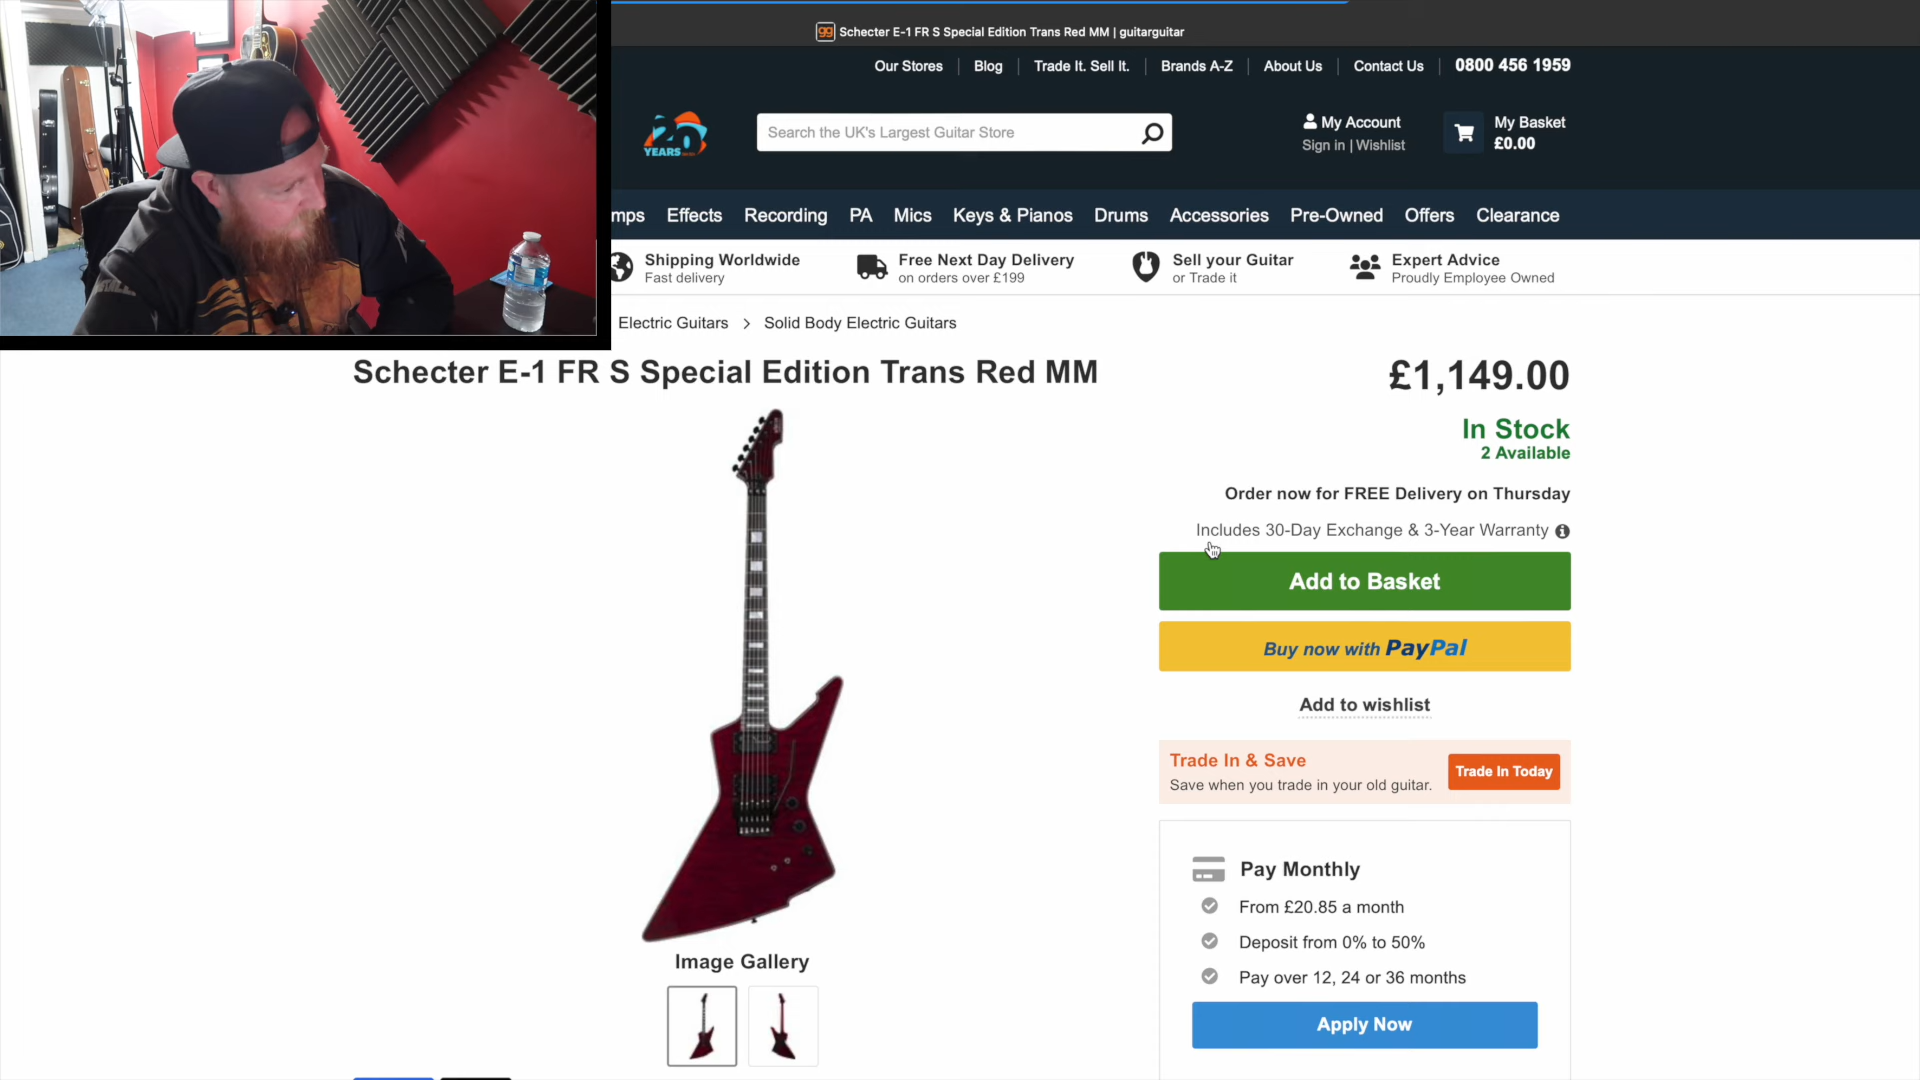 gg Schecter E-1 FR S Special Edition Trans Red MM | guitarguitar
Our Stores Blog Trade It. Sell It. Brands A-Z About Us Contact Us 0800 456 1959
20 YEARS
Search the UK's Largest Guitar Store
My Account
Sign in | Wishlist
My Basket
£0.00
mps Effects Recording PA Mics Keys & Pianos Drums Accessories Pre-Owned Offers Clearance
Shipping Worldwide
Fast delivery
Free Next Day Delivery
on orders over £199
Sell your Guitar
or Trade it
Expert Advice
Proudly Employee Owned
Electric Guitars > Solid Body Electric Guitars
Schecter E-1 FR S Special Edition Trans Red MM
£1,149.00
In Stock
2 Available
Order now for FREE Delivery on Thursday
Includes 30-Day Exchange & 3-Year Warranty
Add to Basket
Buy now with PayPal
Add to wishlist
Trade In & Save
Save when you trade in your old guitar.
Trade In Today
Pay Monthly
From £20.85 a month
Deposit from 0% to 50%
Pay over 12, 24 or 36 months
Apply Now
Image Gallery